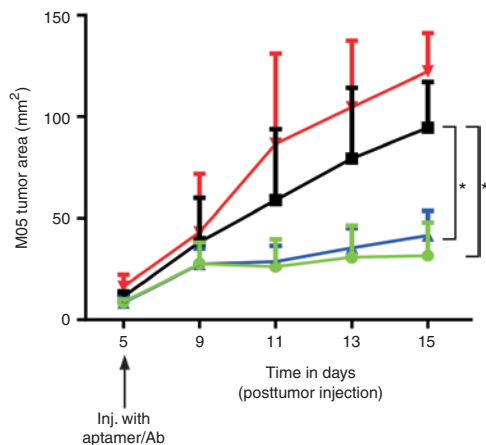 150
100
50
0
M05 tumor area (mm²)
*
*
5 9 11 13 15
Time in days
(posttumor injection)
Inj. with
aptamer/Ab